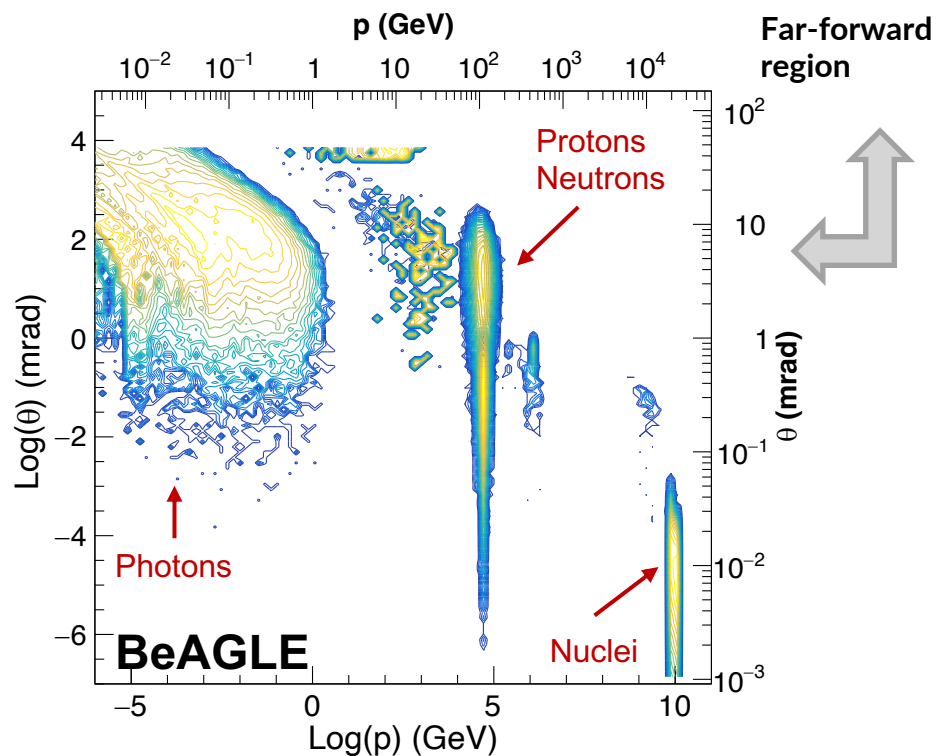 p (GeV)
Far-forward
region
10⁻² 10⁻¹ 1 10 10² 10³ 10⁴
Protons
Neutrons
Photons
Nuclei
BeAGLE
4
2
0
−2
−4
−6
Log(θ) (mrad)
10²
10
1
10⁻¹
10⁻²
10⁻³
θ (mrad)
−5 0 5 10
Log(p) (GeV)